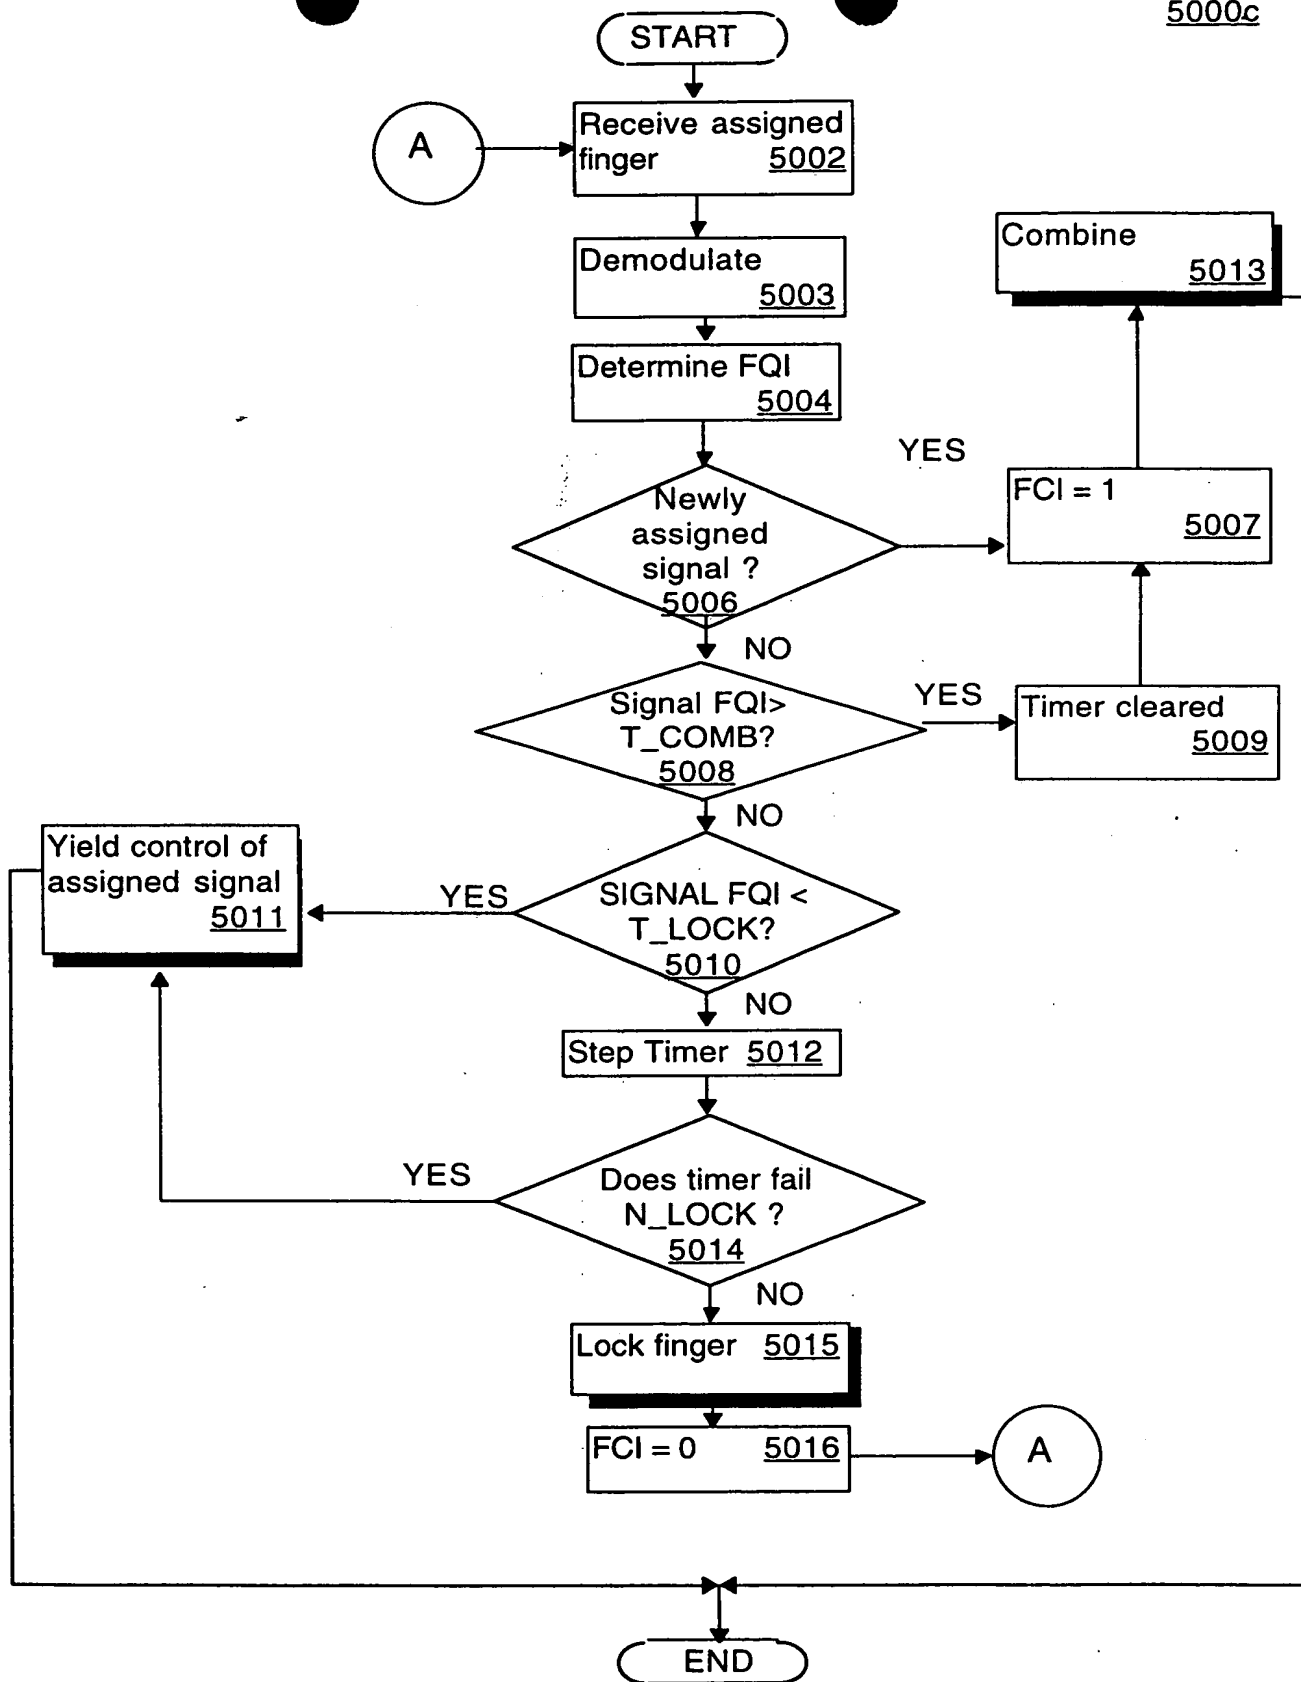 5000c
START
A
Receive assigned
finger 5002
Demodulate
5003
Combine
5013
Determine FQI
5004
YES
Newly
assigned
signal ?
5006
FCI = 1
5007
NO
Signal FQI>
T_COMB?
5008
YES
Timer cleared
5009
NO
Yield control of
assigned signal
5011
YES
SIGNAL FQI <
T_LOCK?
5010
NO
Step Timer 5012
YES
Does timer fail
N_LOCK ?
5014
NO
Lock finger 5015
FCI = 0 5016
A
END